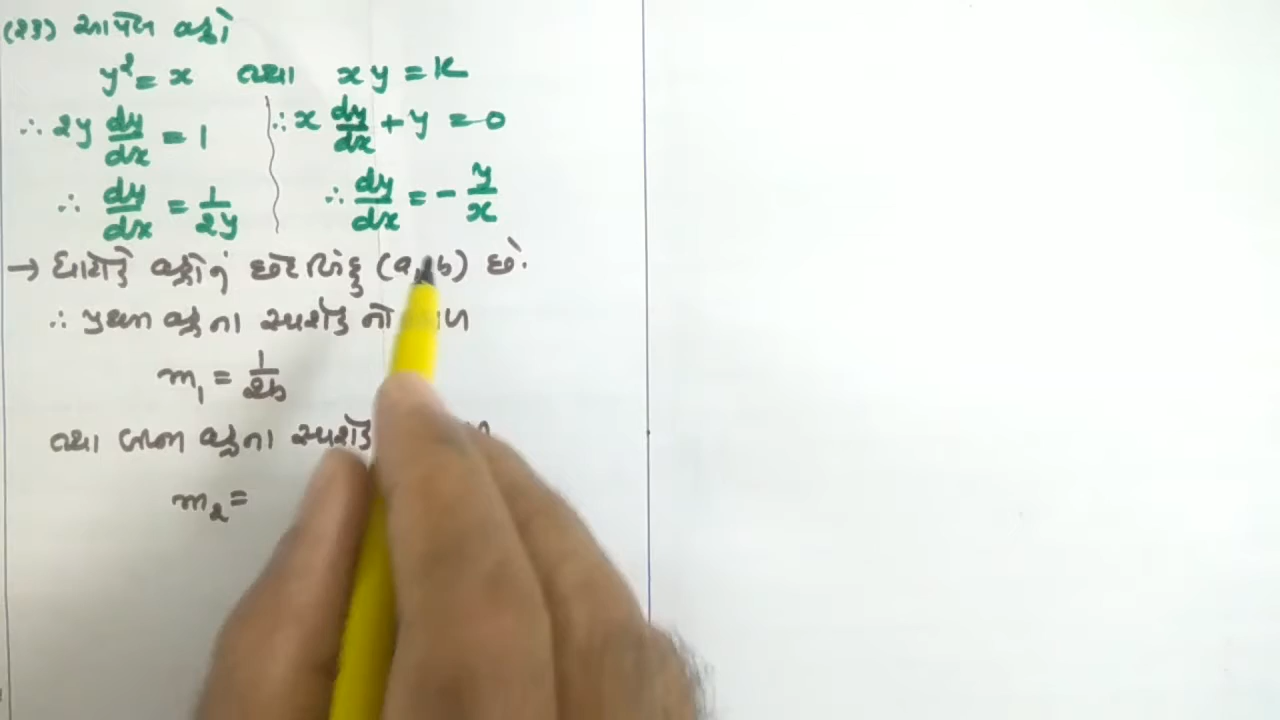 (23) આપેલ વક્રો
y² = x તથા xy = k
∴ 2y dy/dx = 1 ∴ x dy/dx + y = 0
∴ dy/dx = 1/2y ∴ dy/dx = - y/x
→ ધારોકે વક્રોનું છેદબિંદુ (a, b) છે.
∴ પ્રથમ વક્રના સ્પર્શક નો
m₁ = 1/2b
તથા બીજા વક્રના સ્પર્શક
m₂ =